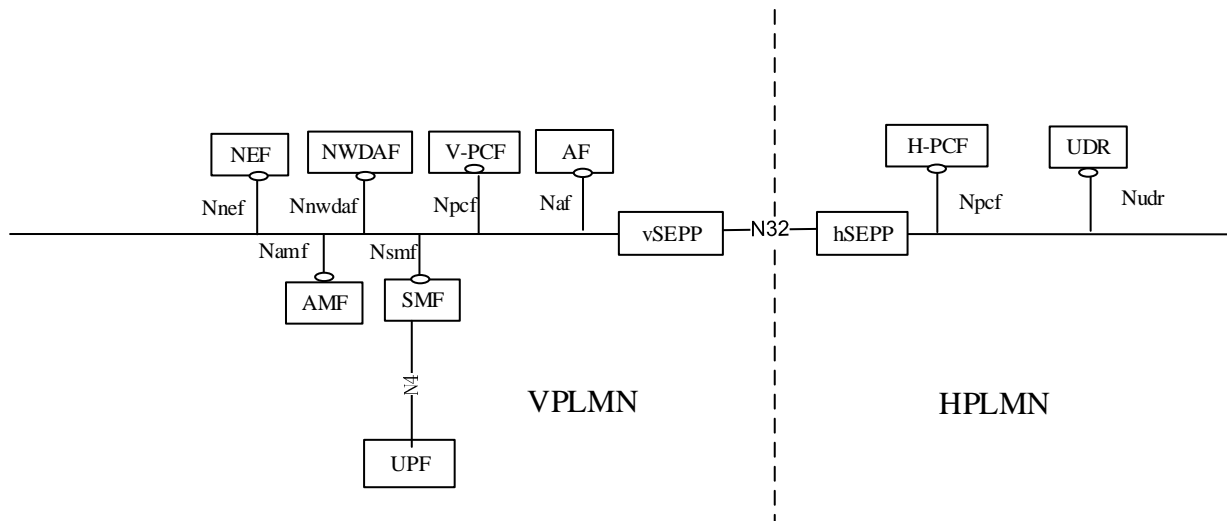 NEF
NWDAF
V-PCF
AF
H-PCF
UDR
Nnef
Nnwdaf
Npcf
Naf
Npcf
Nudr
vSEPP
N32
hSEPP
Namf
Nsmf
AMF
SMF
N4
VPLMN
HPLMN
UPF